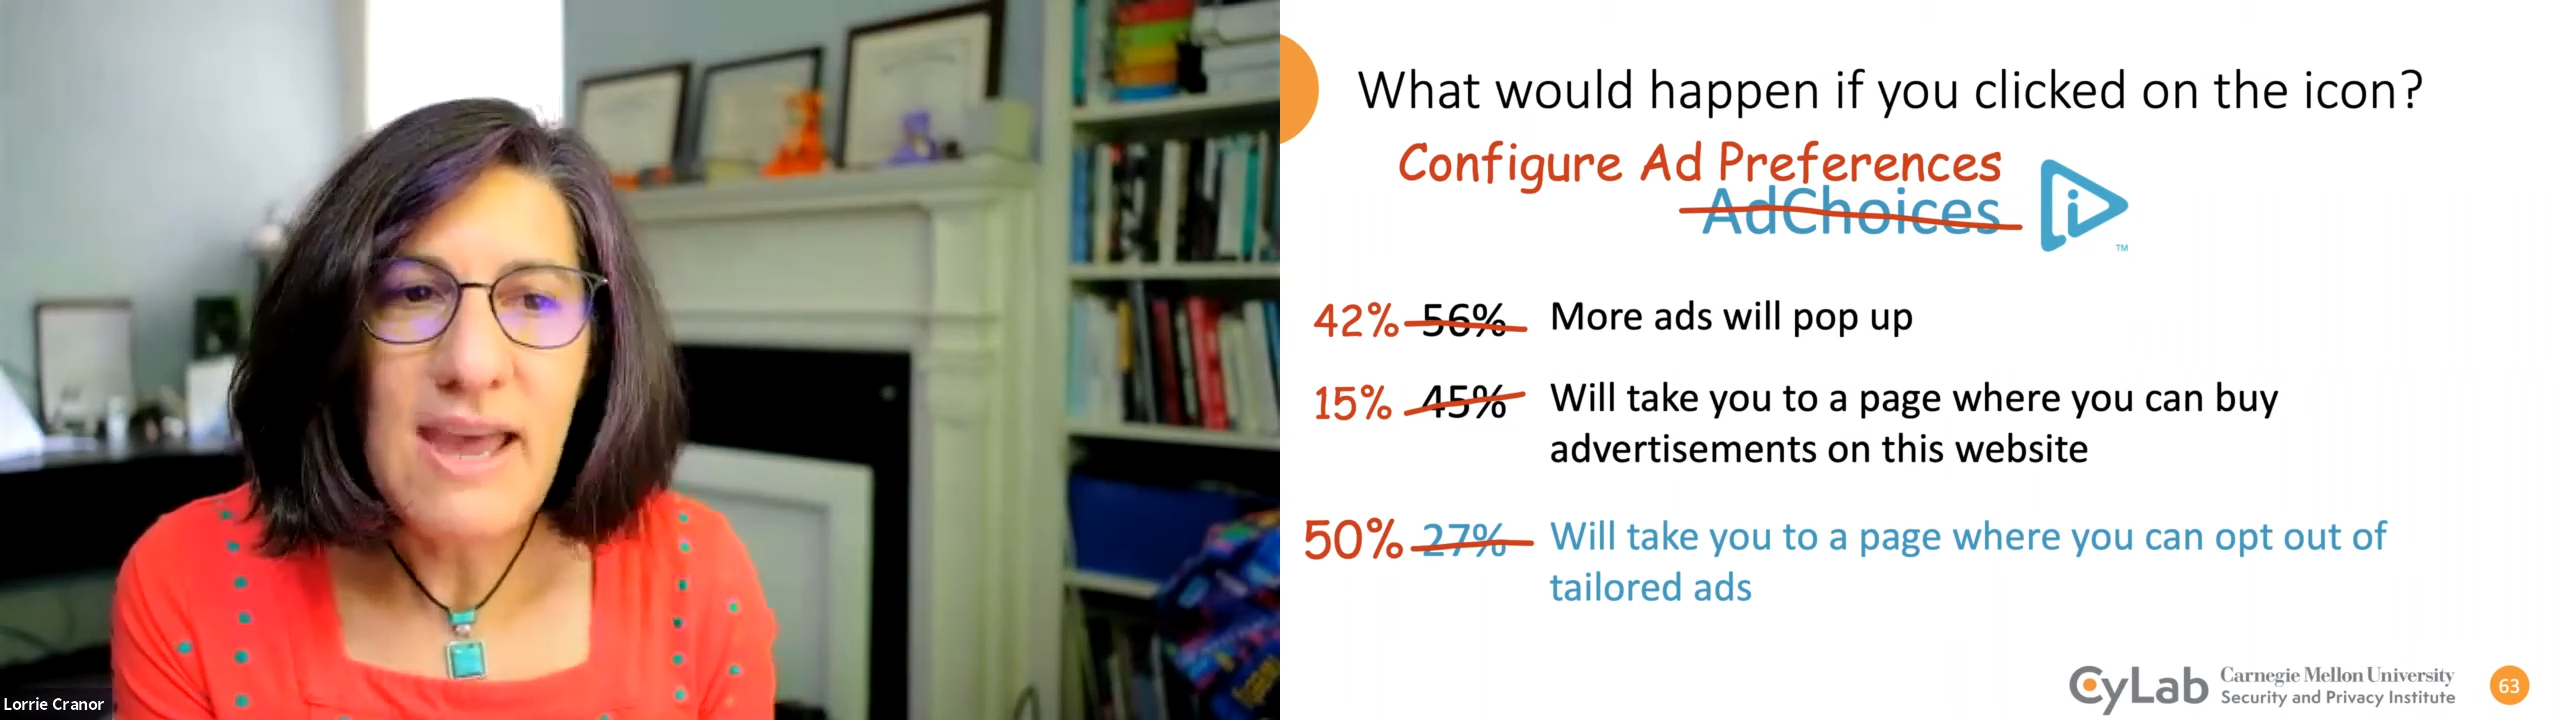 Lorrie Cranor
What would happen if you clicked on the icon?
Configure Ad Preferences
AdChoices
TM
42% 56% More ads will pop up
15% 45% Will take you to a page where you can buy
advertisements on this website
50% 27% Will take you to a page where you can opt out of
tailored ads
CyLab Carnegie Mellon University
Security and Privacy Institute
63